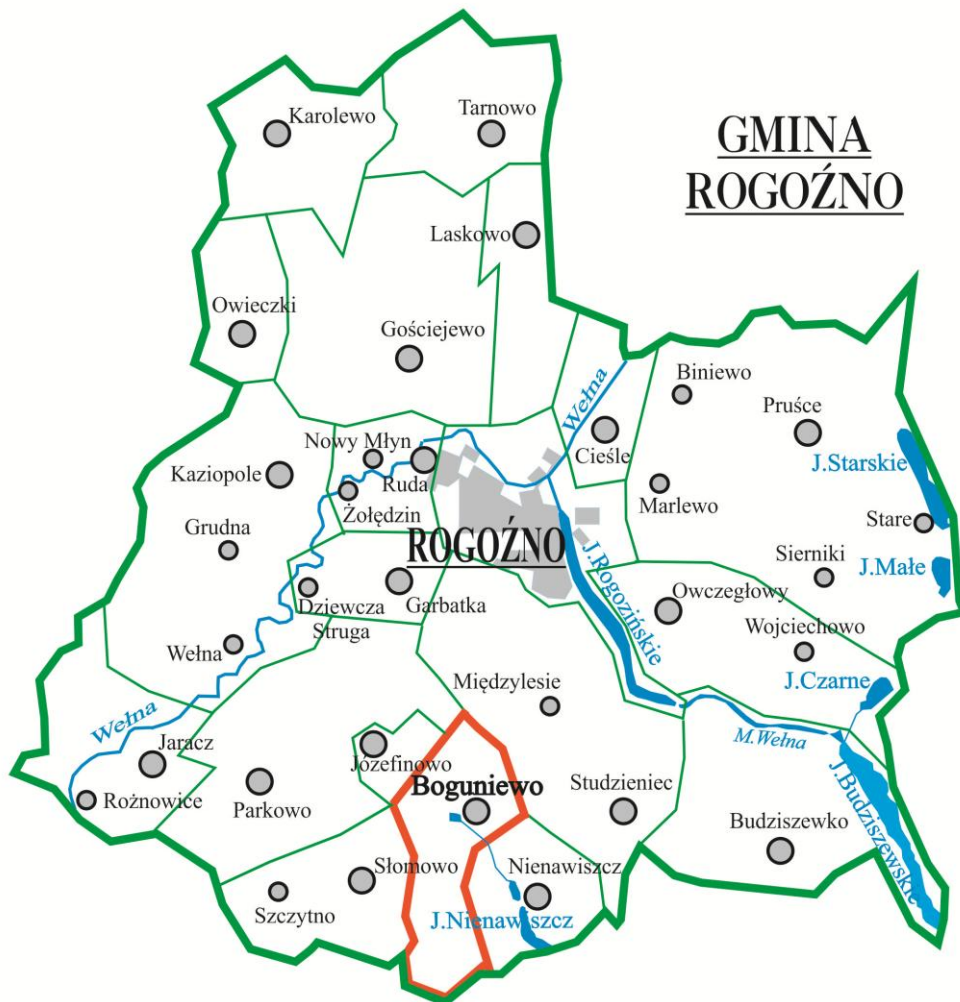 Karolewo
Tarnowo
GMINA
ROGOŹNO
Laskowo
Owieczki
Gościejewo
Wełna
Biniewo
Pruśce
Nowy Młyn
Cieśle
J.Starskie
Kaziopole
Ruda
Marlewo
Żołędzin
Stare
Grudna
ROGOŹNO
Sierniki
J.Małe
J.Rogozińskie
Dziewcza
Struga
Garbatka
Owczegłowy
Wojciechowo
Wełna
Międzylesie
J.Czarne
Wełna
M.Wełna
Jaracz
Józefinowo
Boguniewo
Studzieniec
J.Budziszewskie
Rożnowice
Parkowo
Budziszewko
Słomowo
Nienawiszcz
Szczytno
J.Nienawiszcz